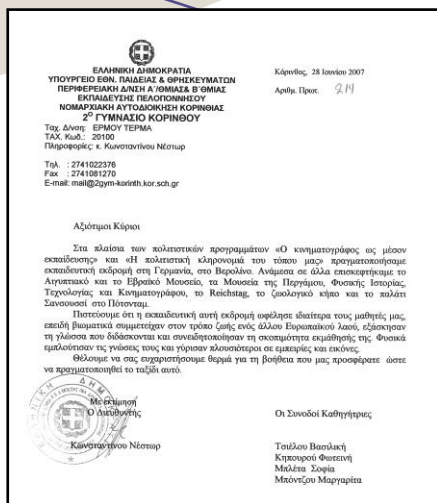 ΕΛΛΗΝΙΚΗ ΔΗΜΟΚΡΑΤΙΑ
ΥΠΟΥΡΓΕΙΟ ΕΘΝ. ΠΑΙΔΕΙΑΣ & ΘΡΗΣΚΕΥΜΑΤΩΝ
ΠΕΡΙΦΕΡΕΙΑΚΗ Δ/ΝΣΗ Α΄/ΘΜΙΑΣ& Β΄ΘΜΙΑΣ
ΕΚΠΑΙΔΕΥΣΗΣ ΠΕΛΟΠΟΝΝΗΣΟΥ
ΝΟΜΑΡΧΙΑΚΗ ΑΥΤΟΔΙΟΙΚΗΣΗ ΚΟΡΙΝΘΙΑΣ
2Ο ΓΥΜΝΑΣΙΟ ΚΟΡΙΝΘΟΥ
Ταχ. Δ/νση: ΕΡΜΟΥ ΤΕΡΜΑ
ΤΑΧ. Κωδ.: 20100
Πληροφορίες: κ. Κωνσταντίνου Νέστωρ
Τηλ. : 2741022376
Fax : 2741081270
E-mail: mail@2gym-korinth.kor.sch.gr
Κόρινθος, 28 Ιουνίου 2007
Αριθμ. Πρωτ. 214
Αξιότιμοι Κύριοι
Στα πλαίσια των πολιτιστικών προγραμμάτων «Ο κινηματογράφος ως μέσον
εκπαίδευσης» και «Η πολιτιστική κληρονομιά του τόπου μας» πραγματοποιήσαμε
εκπαιδευτική εκδρομή στη Γερμανία, στο Βερολίνο. Ανάμεσα σε άλλα επισκεφτήκαμε το
Αιγυπτιακό και το Εβραϊκό Μουσείο, τα Μουσεία της Περγάμου, Φυσικής Ιστορίας,
Τεχνολογίας και Κινηματογράφου, το Reichstag, το ζωολογικό κήπο και το παλάτι
Σανσουσσί στο Πότσνταμ.
Πιστεύουμε ότι η εκπαιδευτική αυτή εκδρομή ωφέλησε ιδιαίτερα τους μαθητές μας,
επειδή βιωματικά συμμετείχαν στον τρόπο ζωής ενός άλλου Ευρωπαϊκού λαού, εξάσκησαν
τη γλώσσα που διδάσκονται και συνειδητοποίησαν τη σκοπιμότητα εκμάθησής της. Φυσικά
εμπλούτισαν τις γνώσεις τους και γύρισαν πλουσιότεροι σε εμπειρίες και εικόνες.
Θέλουμε να σας ευχαριστήσουμε θερμά για τη βοήθεια που μας προσφέρατε ώστε
να πραγματοποιηθεί το ταξίδι αυτό.
Με εκτίμηση
Ο Διευθυντής
Κωνσταντίνου Νέστωρ
Οι Συνοδοί Καθηγήτριες
Τσιέλου Βασιλική
Κηπουρού Φωτεινή
Μπλέτα Σοφία
Μπόντζου Μαργαρίτα